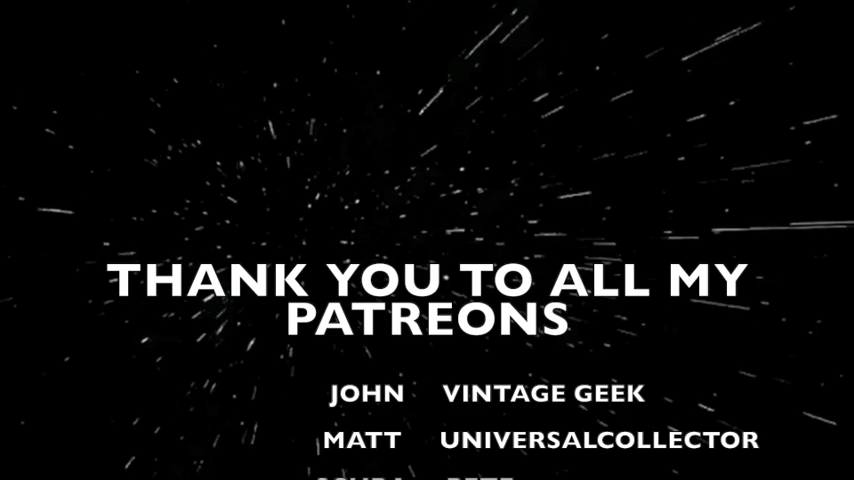 THANK YOU TO ALL MY
PATREONS
JOHN VINTAGE GEEK
MATT UNIVERSALCOLLECTOR